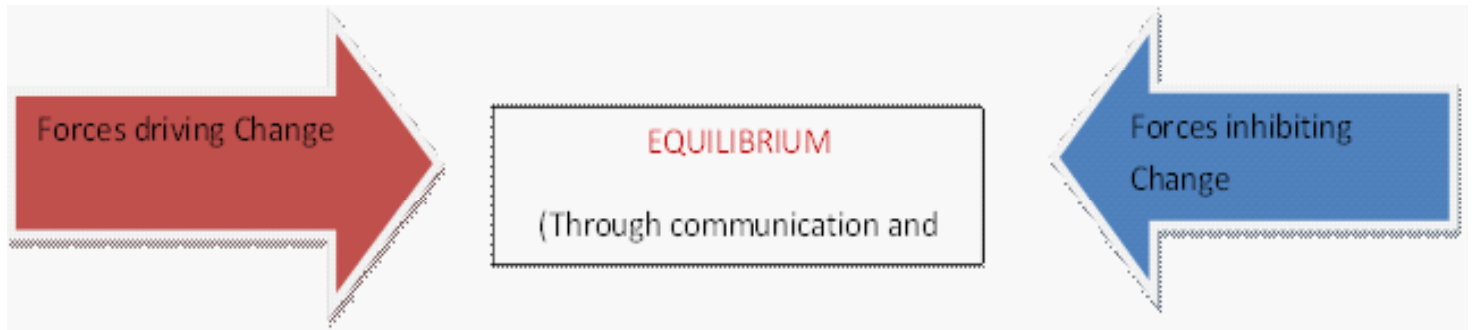 Forces driving Change
EQUILIBRIUM
(Through communication and
Forces inhibiting
Change